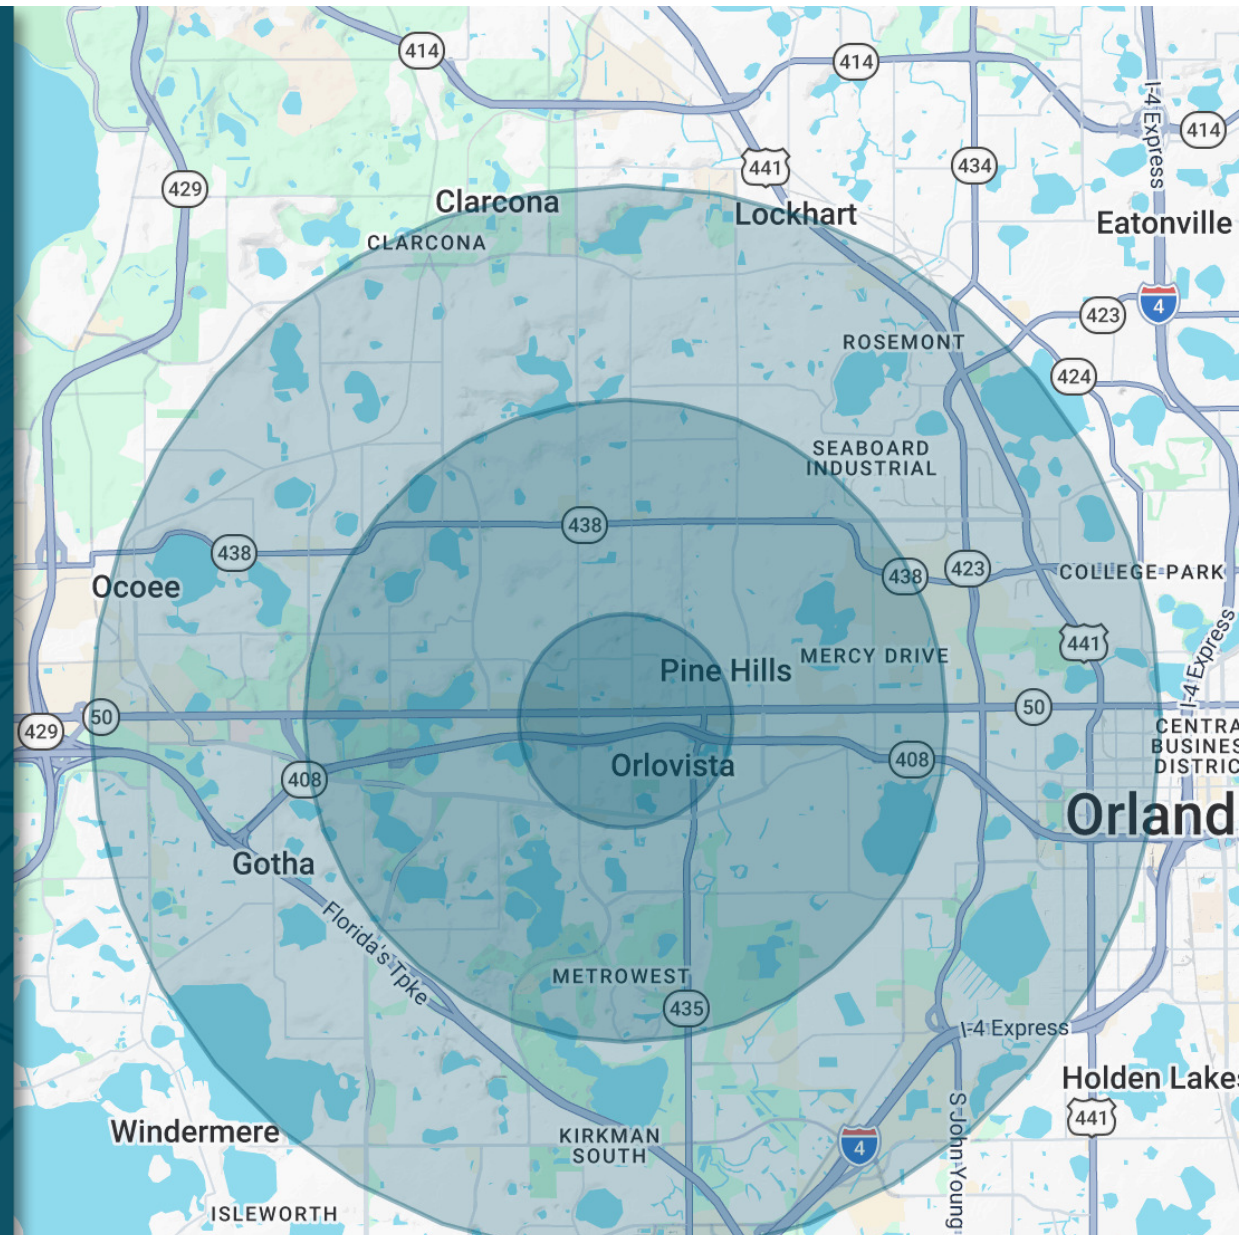 414
414
I-4 Express
414
441
434
429
Clarcona
Lockhart
Eatonville
CLARCONA
4
423
ROSEMONT
424
SEABOARD
INDUSTRIAL
438
438
423
438
COLLEGE PARK
Ocoee
441
MERCY DRIVE
Pine Hills
I-4 Express
50
50
429
CENTRA
BUSINES
DISTRIC
408
Orlovista
408
Orland
Gotha
Florida's Tpke
METROWEST
435
I-4 Express
Holden Lakes
441
Windermere
KIRKMAN
SOUTH
4
S John Young
ISLEWORTH